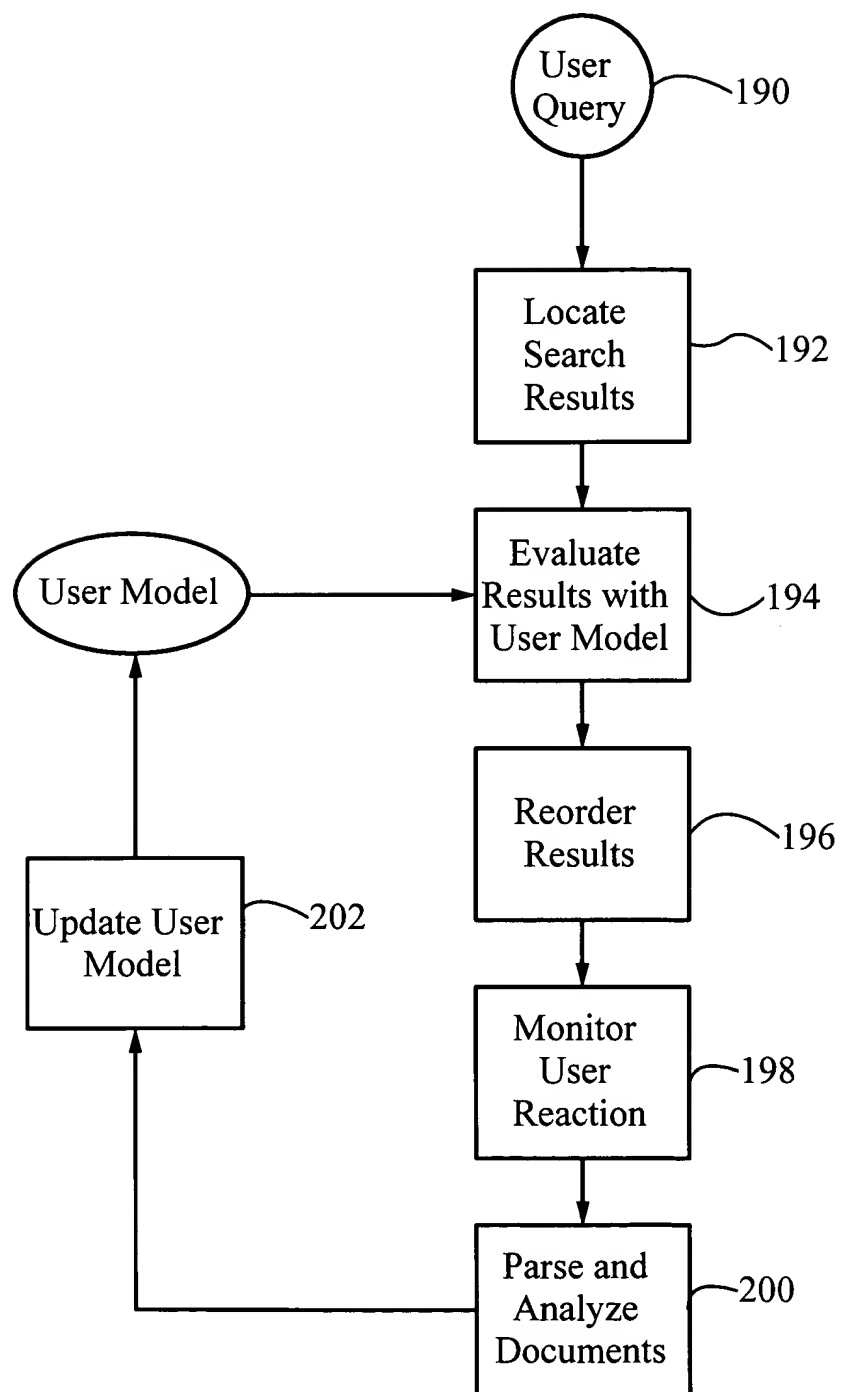 User
Query
190
Locate
Search
Results
192
Evaluate
Results with
User Model
194
User Model
Reorder
Results
196
Update User
Model
202
Monitor
User
Reaction
198
Parse and
Analyze
Documents
200